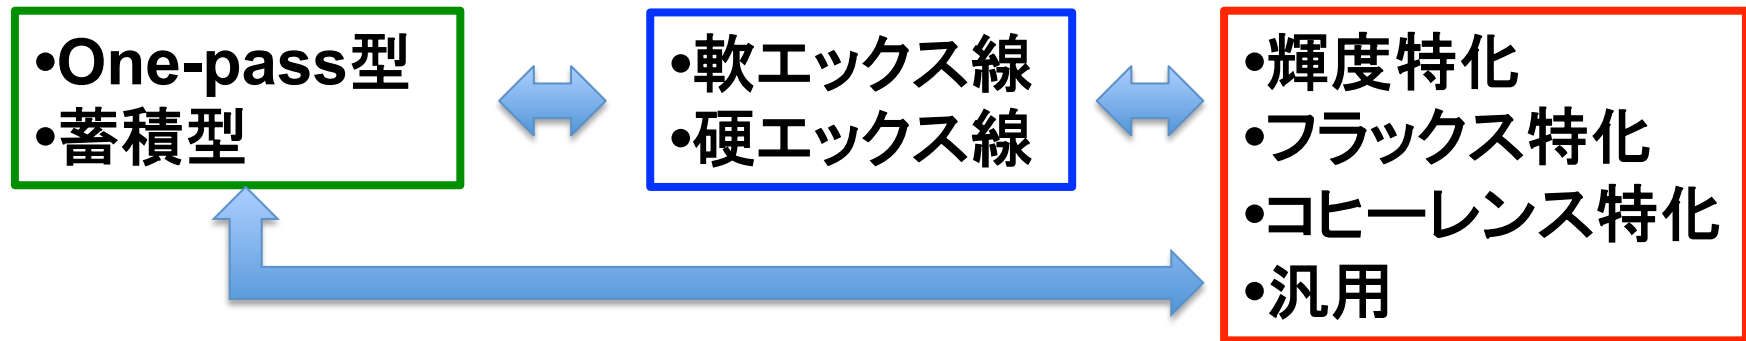 •One-pass型
•蓄積型
•軟エックス線
•硬エックス線
•輝度特化
•フラックス特化
•コヒーレンス特化
•汎用